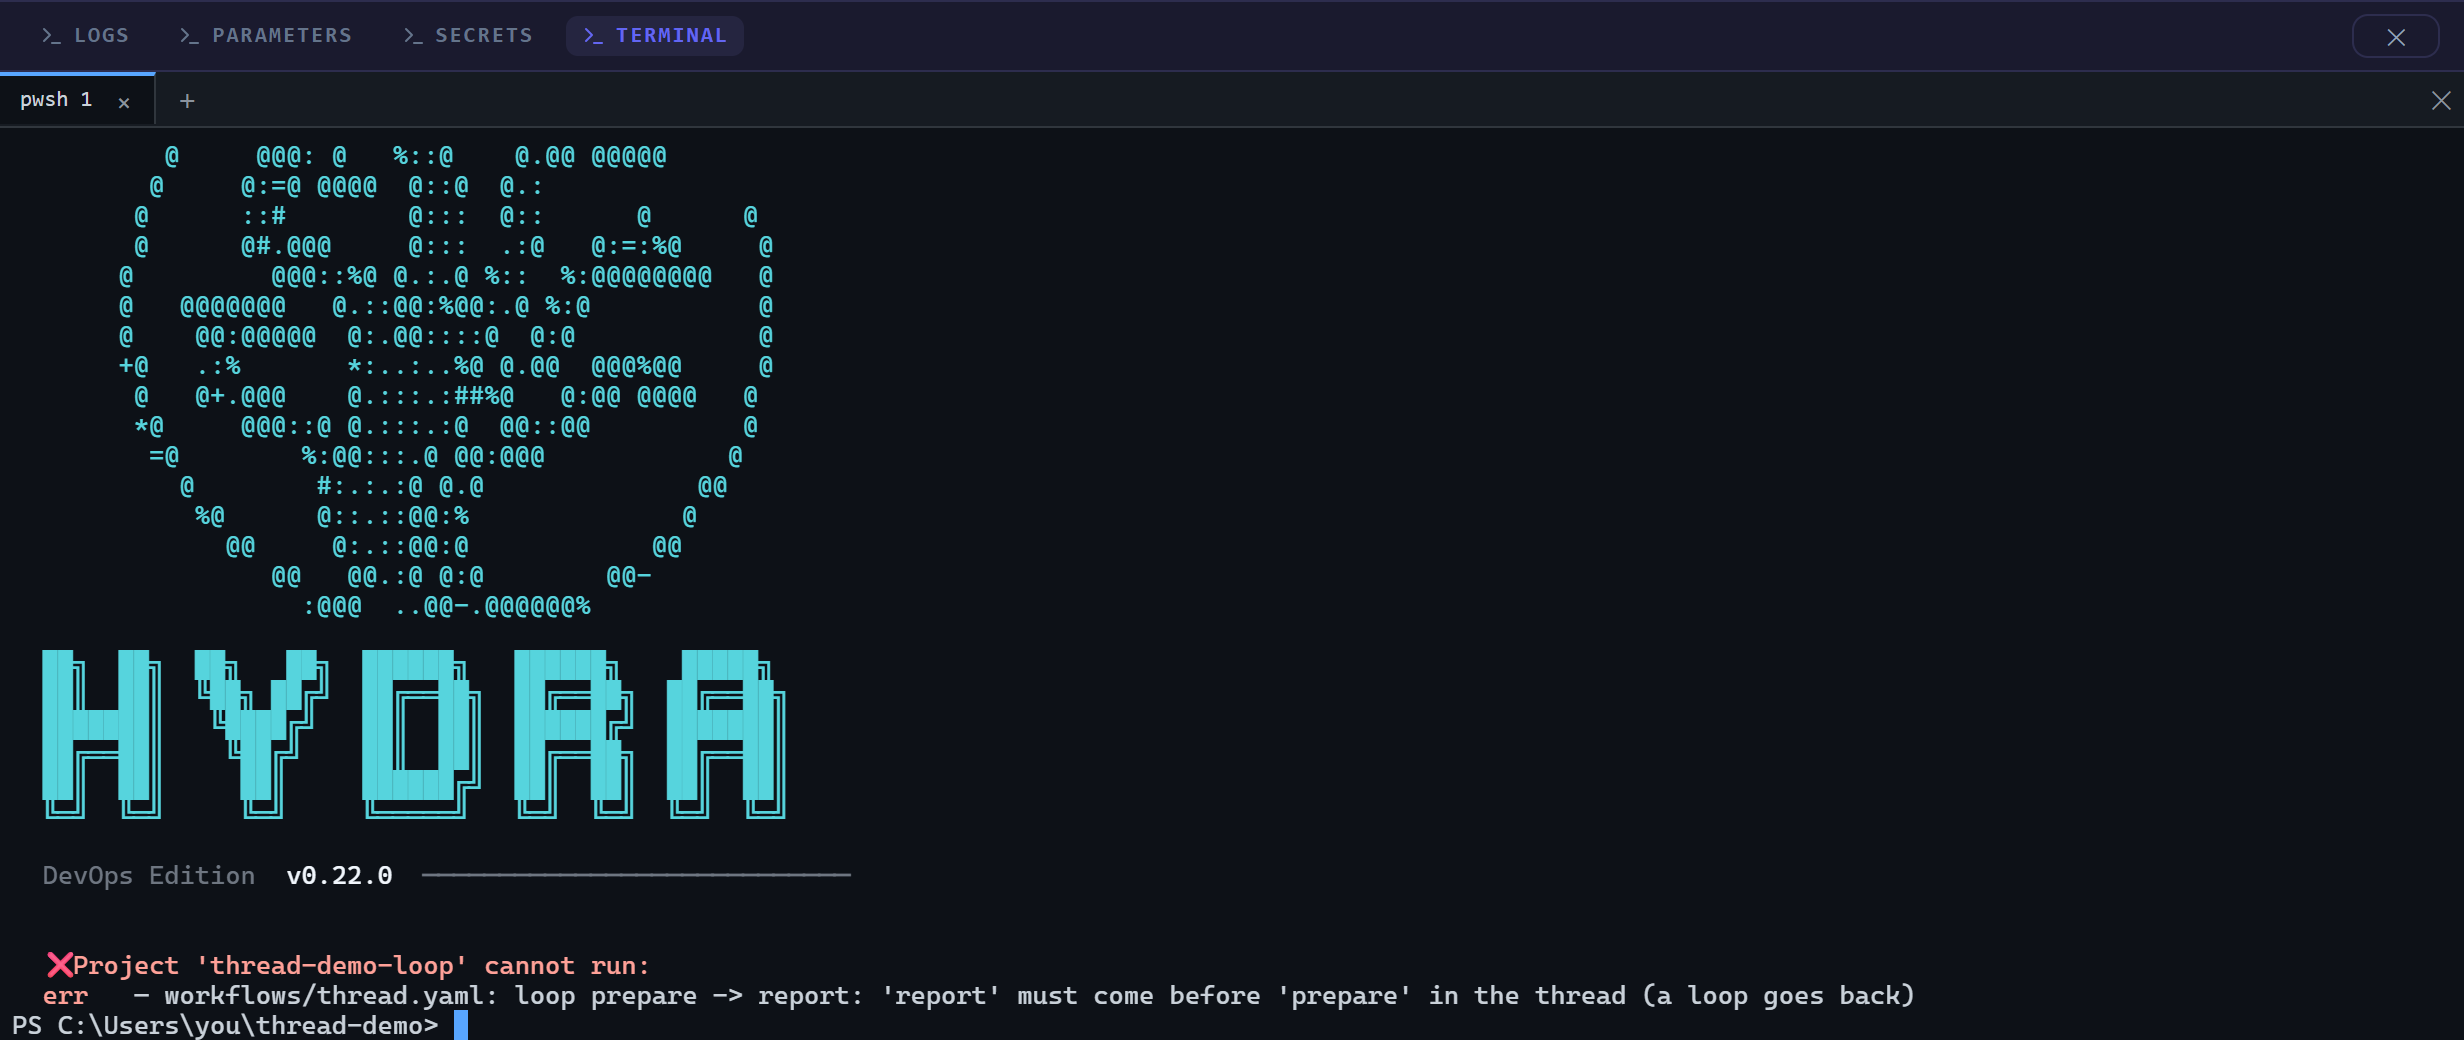 >_ LOGS >_ PARAMETERS >_ SECRETS >_ TERMINAL
pwsh 1 × +
HYDRA
DevOps Edition v0.22.0
❌Project 'thread-demo-loop' cannot run:
err – workflows/thread.yaml: loop prepare -> report: 'report' must come before 'prepare' in the thread (a loop goes back)
PS C:\Users\you\thread-demo>